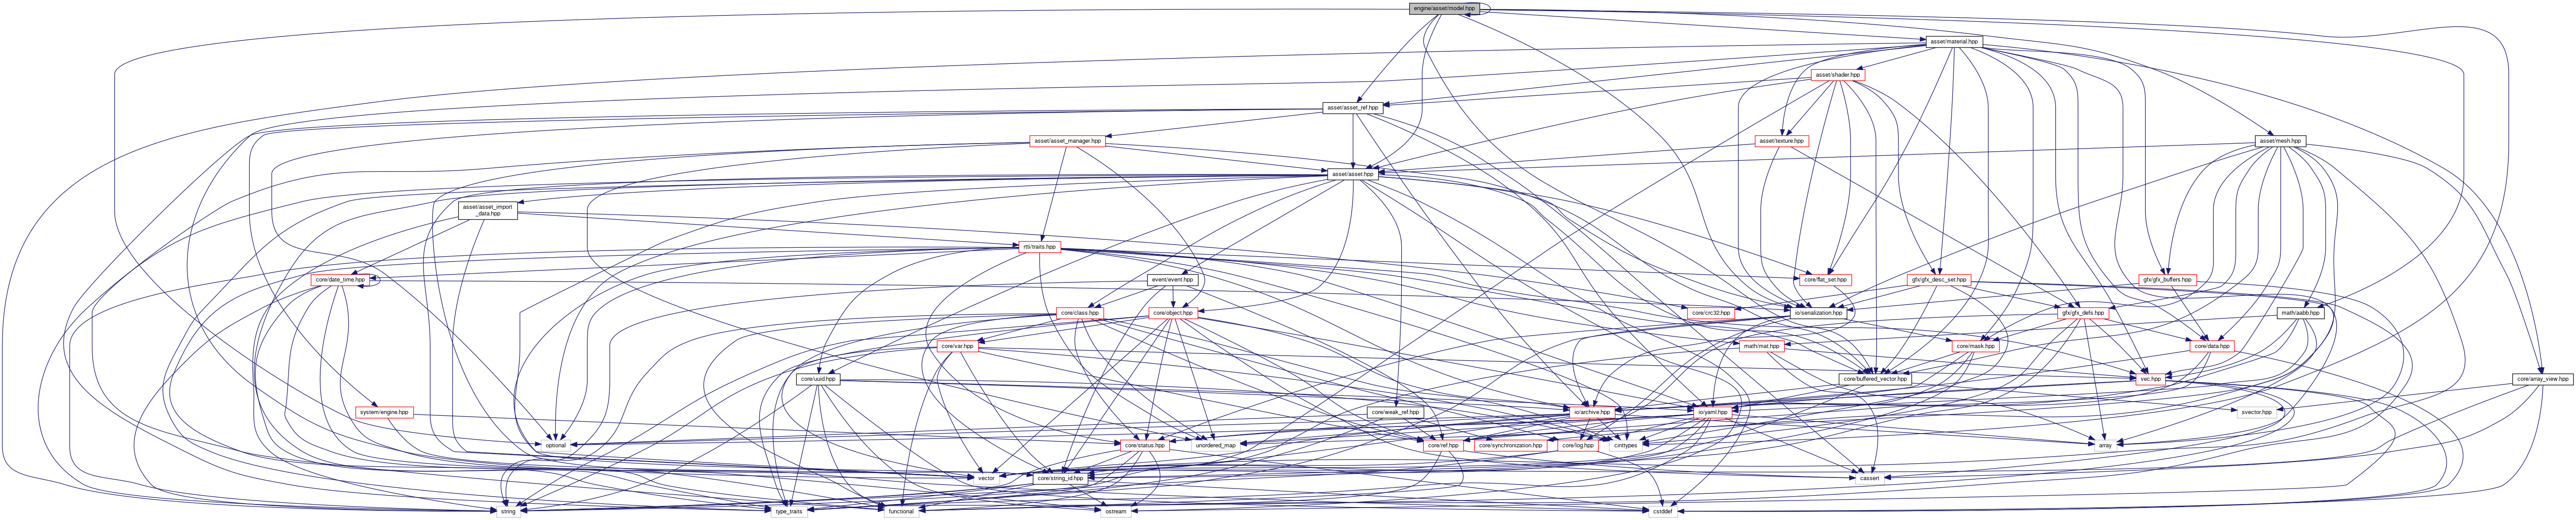 engine/asset/model.hpp
asset/material.hpp
asset/shader.hpp
asset/asset_ref.hpp
asset/asset_manager.hpp
asset/texture.hpp
asset/mesh.hpp
asset/asset.hpp
asset/asset_import
_data.hpp
rtti/traits.hpp
core/date_time.hpp
event/event.hpp
core/flat_set.hpp
gfx/gfx_desc_set.hpp
gfx/gfx_buffers.hpp
core/class.hpp
core/object.hpp
core/crc32.hpp
io/serialization.hpp
gfx/gfx_defs.hpp
math/aabb.hpp
core/var.hpp
math/mat.hpp
core/mask.hpp
core/data.hpp
core/uuid.hpp
core/buffered_vector.hpp
vec.hpp
core/array_view.hpp
system/engine.hpp
core/weak_ref.hpp
io/archive.hpp
io/yaml.hpp
svector.hpp
optional
core/status.hpp
unordered_map
core/ref.hpp
core/synchronization.hpp
core/log.hpp
cinttypes
array
vector
core/string_id.hpp
cassert
string
type_traits
functional
ostream
cstddef